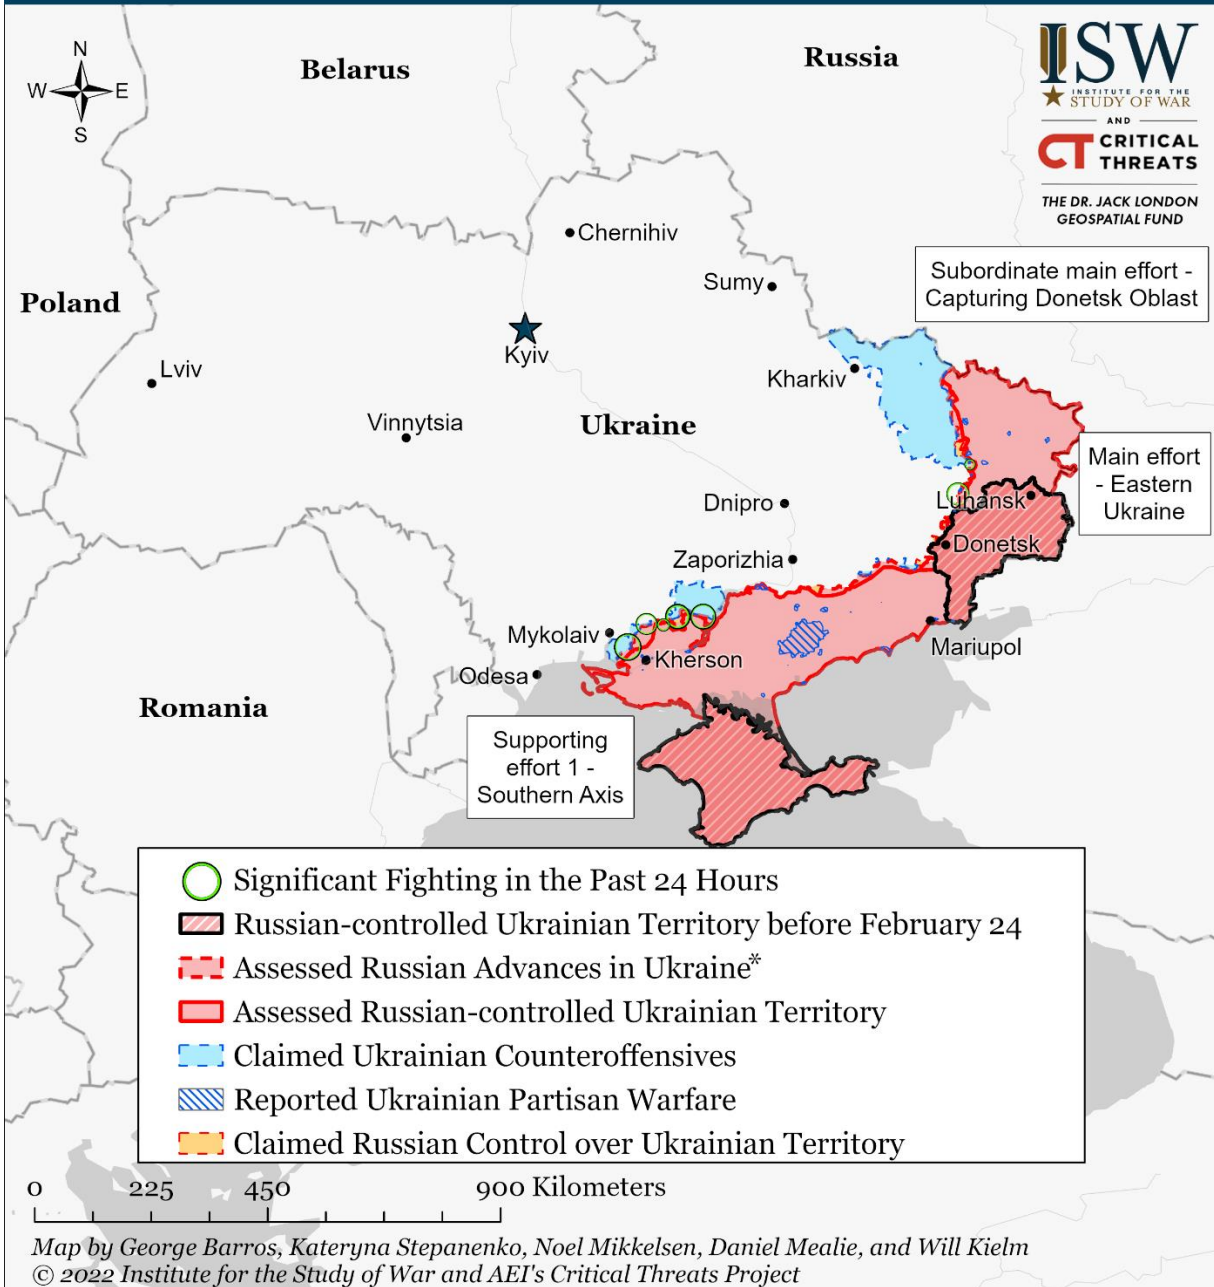 N
W
E
S
Belarus
Russia
ISW
INSTITUTE FOR THE
STUDY OF WAR
AND
CT CRITICAL
THREATS
THE DR. JACK LONDON
GEOSPATIAL FUND
Chernihiv
Sumy
Subordinate main effort -
Capturing Donetsk Oblast
Poland
Kyiv
Lviv
Kharkiv
Vinnytsia
Ukraine
Main effort
- Eastern
Ukraine
Dnipro
Luhansk
Donetsk
Zaporizhia
Mykolaiv
Kherson
Mariupol
Odesa
Romania
Supporting
effort 1 -
Southern Axis
Significant Fighting in the Past 24 Hours
Russian-controlled Ukrainian Territory before February 24
Assessed Russian Advances in Ukraine*
Assessed Russian-controlled Ukrainian Territory
Claimed Ukrainian Counteroffensives
Reported Ukrainian Partisan Warfare
Claimed Russian Control over Ukrainian Territory
0 225 450 900 Kilometers
Map by George Barros, Kateryna Stepanenko, Noel Mikkelsen, Daniel Mealie, and Will Kielm
© 2022 Institute for the Study of War and AEI's Critical Threats Project